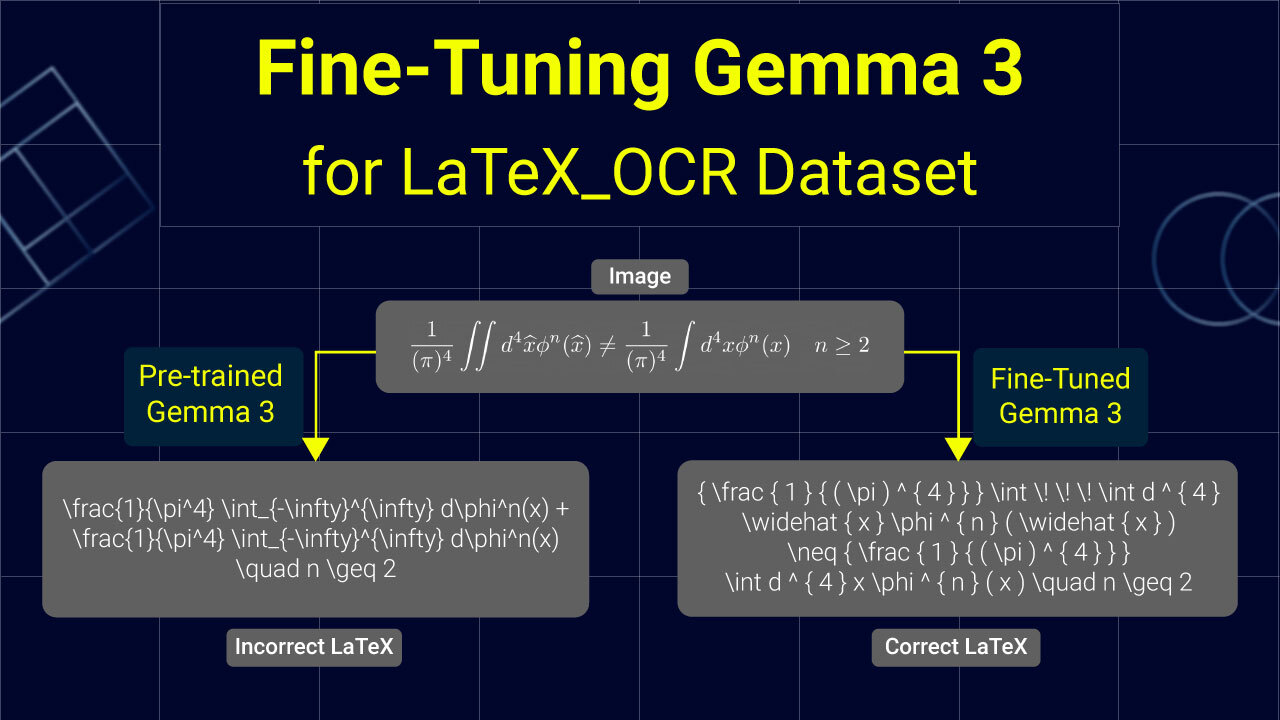 Fine-Tuning Gemma 3
for LaTeX_OCR Dataset
Image
\frac{1}{(\pi)^4} \iint d^4\widehat{x}\phi^n(\widehat{x}) \neq \frac{1}{(\pi)^4} \int d^4x\phi^n(x) \quad n \geq 2
Pre-trained
Gemma 3
Fine-Tuned
Gemma 3
\frac{1}{\pi^4} \int_{-\infty}^{\infty} d\phi^n(x) +
\frac{1}{\pi^4} \int_{-\infty}^{\infty} d\phi^n(x)
\quad n \geq 2
Incorrect LaTeX
{ \frac { 1 } { ( \pi ) ^ { 4 } } } \int \! \! \! \int d ^ { 4 }
\widehat { x } \phi ^ { n } ( \widehat { x } )
\neq { \frac { 1 } { ( \pi ) ^ { 4 } } }
\int d ^ { 4 } x \phi ^ { n } ( x ) \quad n \geq 2
Correct LaTeX